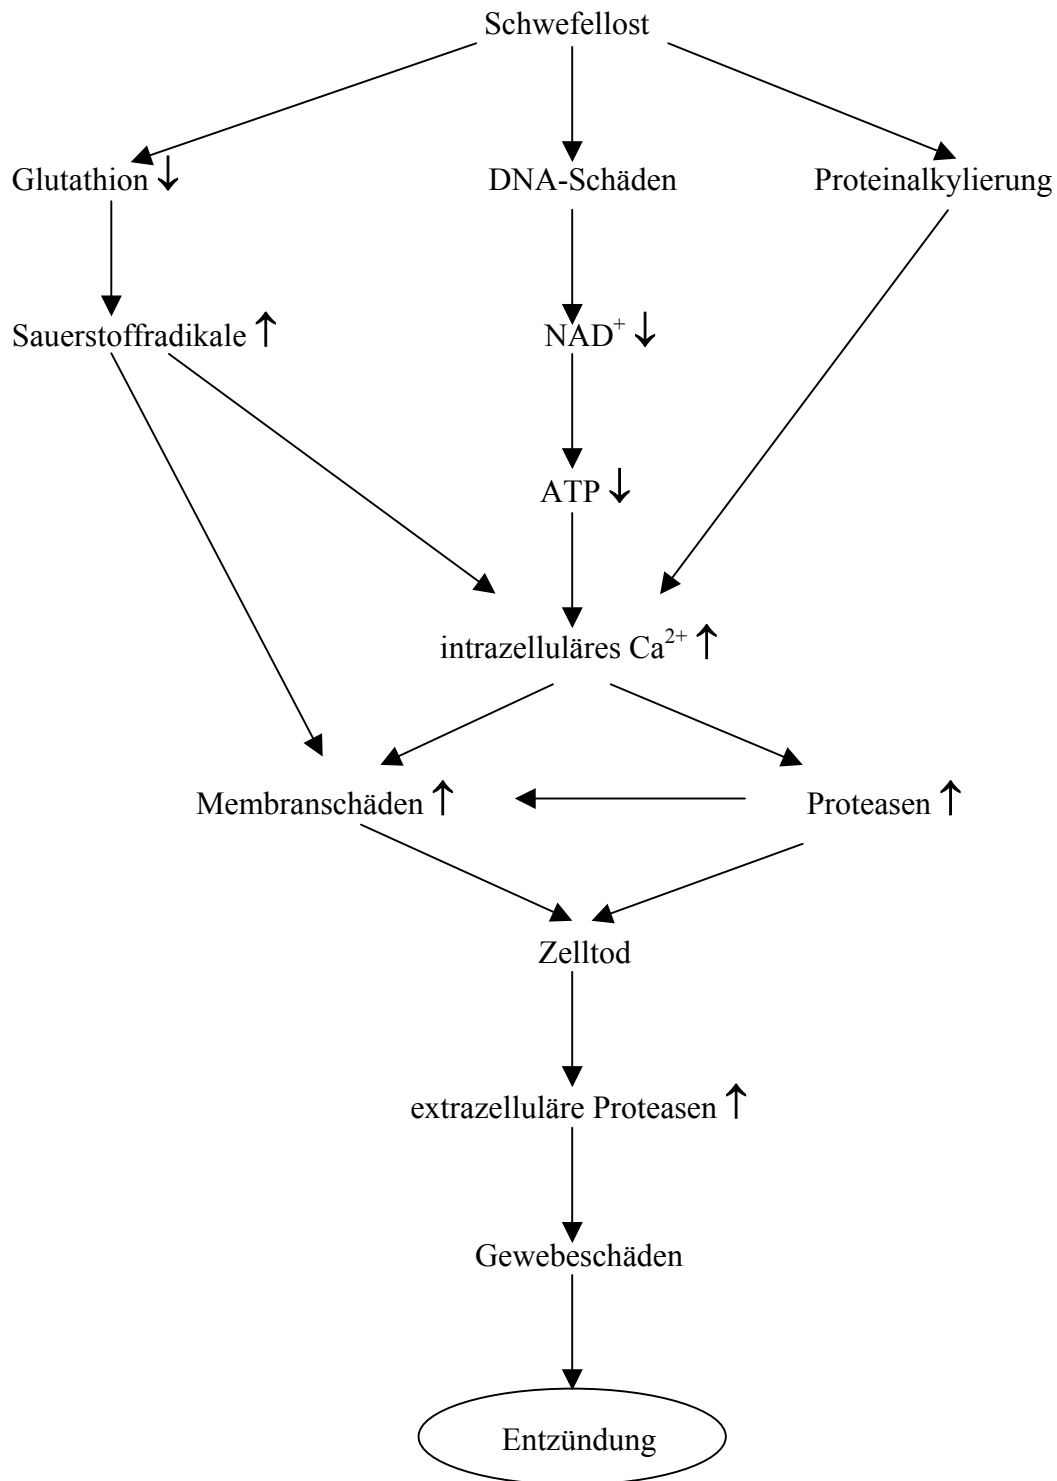 Schwefellost
Glutathion ↓ DNA-Schäden Proteinalkylierung
Sauerstoffradikale ↑ NAD⁺ ↓
ATP ↓
intrazelluläres Ca²⁺ ↑
Membranschäden ↑ Proteasen ↑
Zelltod
extrazelluläre Proteasen ↑
Gewebeschäden
Entzündung